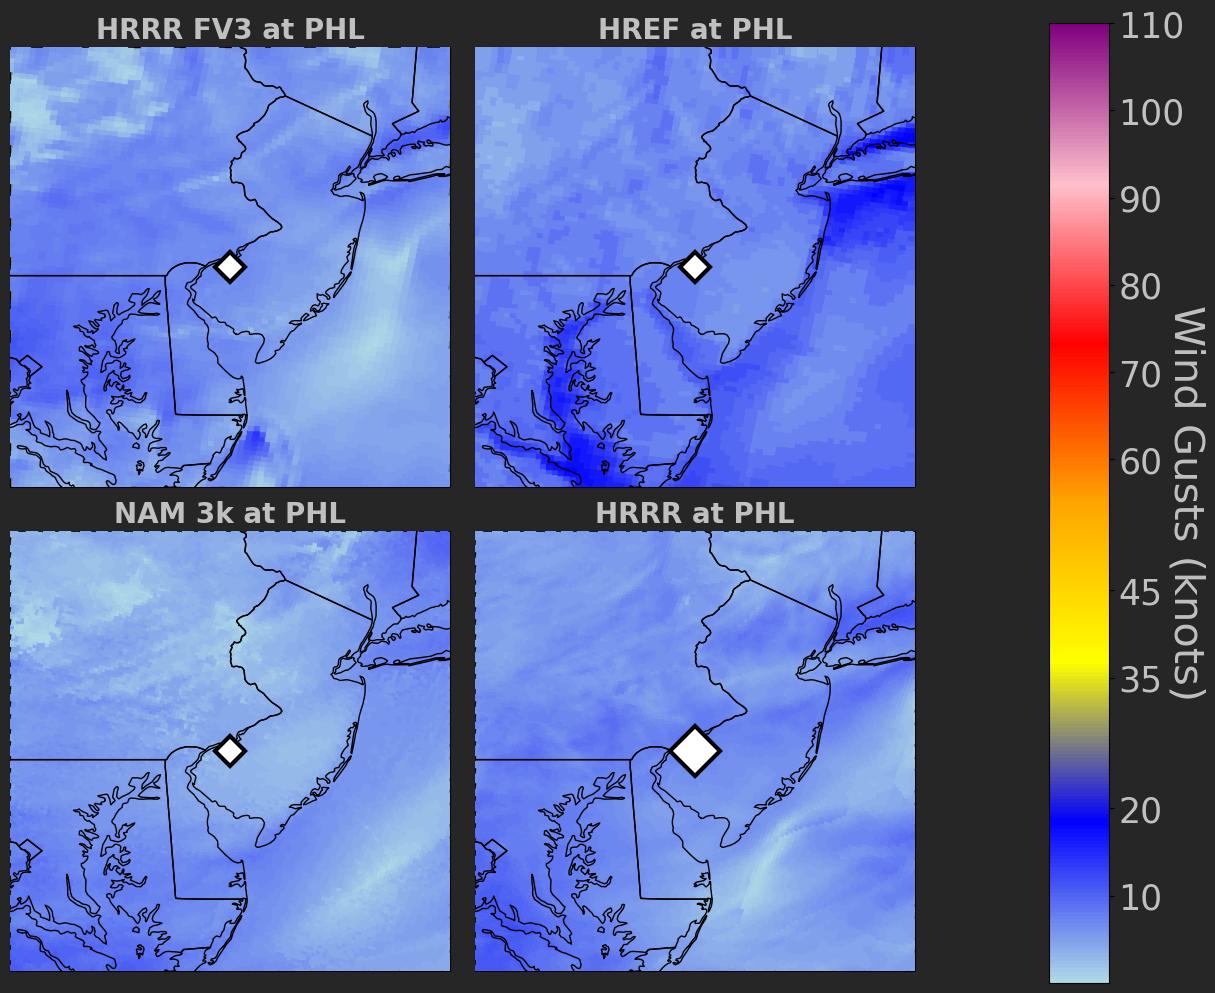 HRRR FV3 at PHL
HREF at PHL
NAM 3k at PHL
HRRR at PHL
110
100
90
80
70
60
45
35
20
10
Wind Gusts (knots)